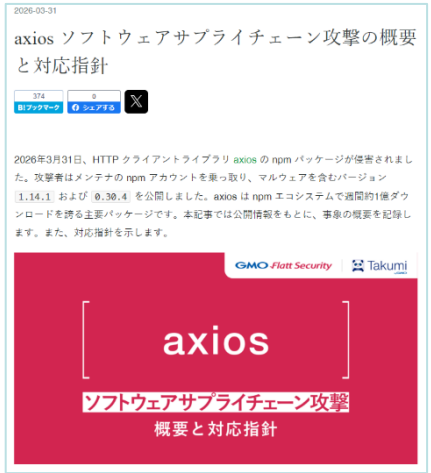 2026-03-31
axios ソフトウェアサプライチェーン攻撃の概要
と対応指針
374
0
B!ブックマーク
シェアする
X
2026年3月31日、HTTP クライアントライブラリ axios の npm パッケージが侵害されまし
た。攻撃者はメンテナの npm アカウントを乗っ取り、マルウェアを含むバージョン
1.14.1 および 0.30.4 を公開しました。axios は npm エコシステムで週間約1億ダウ
ンロードを誇る主要パッケージです。本記事では公開情報をもとに、事象の概要を記録し
ます。また、対応指針を示します。
GMO Flatt Security
Takumi
axios
ソフトウェアサプライチェーン攻撃
概要と対応指針